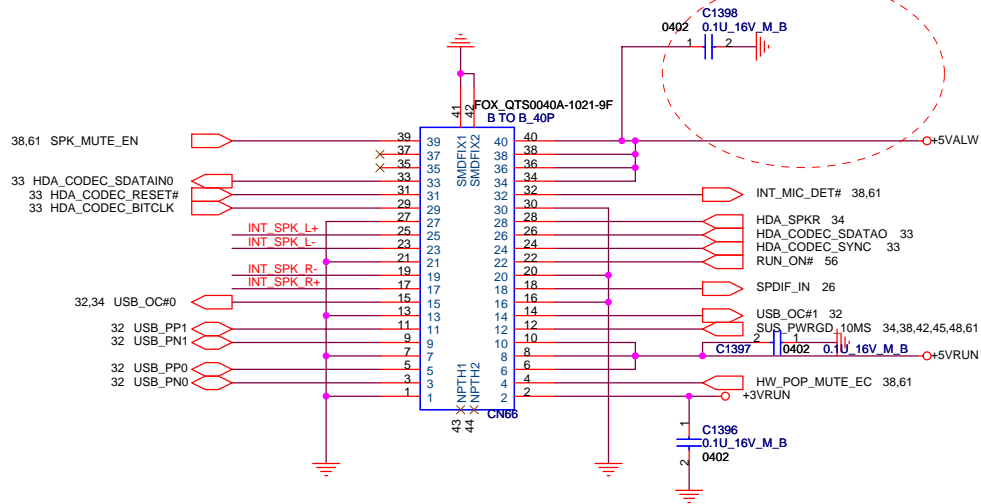 C1398
0402 0.1U_16V_M_B
1 2
41 42
FOX_QTS0040A-1021-9F
B TO B_40P
SMDFIX1 SMDFIX2
38,61 SPK_MUTE_EN 39 39 40 40 +5VALW
37 37 38 38
35 35 36 36
33 HDA_CODEC_SDATAIN0 33 33 34 34
33 HDA_CODEC_RESET# 31 31 32 32 INT_MIC_DET# 38,61
33 HDA_CODEC_BITCLK 29 29 30 30
27 27 28 28 HDA_SPKR 34
INT_SPK_L+ 25 25 26 26 HDA_CODEC_SDATAO 33
INT_SPK_L- 23 23 24 24 HDA_CODEC_SYNC 33
21 21 22 22 RUN_ON# 56
INT_SPK_R- 19 19 20 20
INT_SPK_R+ 17 17 18 18 SPDIF_IN 26
32,34 USB_OC#0 15 15 16 16
13 13 14 14 USB_OC#1 32
32 USB_PP1 11 11 12 12 SUS_PWRGD_10MS 34,38,42,45,48,61
32 USB_PN1 9 9 10 10 2 1
C1397 0402 0.1U_16V_M_B
7 7 8 8 +5VRUN
32 USB_PP0 5 5 6 6
32 USB_PN0 3 3 4 4 HW_POP_MUTE_EC 38,61
1 1 2 2 +3VRUN
NPTH1 NPTH2
CN66
43 44
1
C1396
0.1U_16V_M_B
0402
2